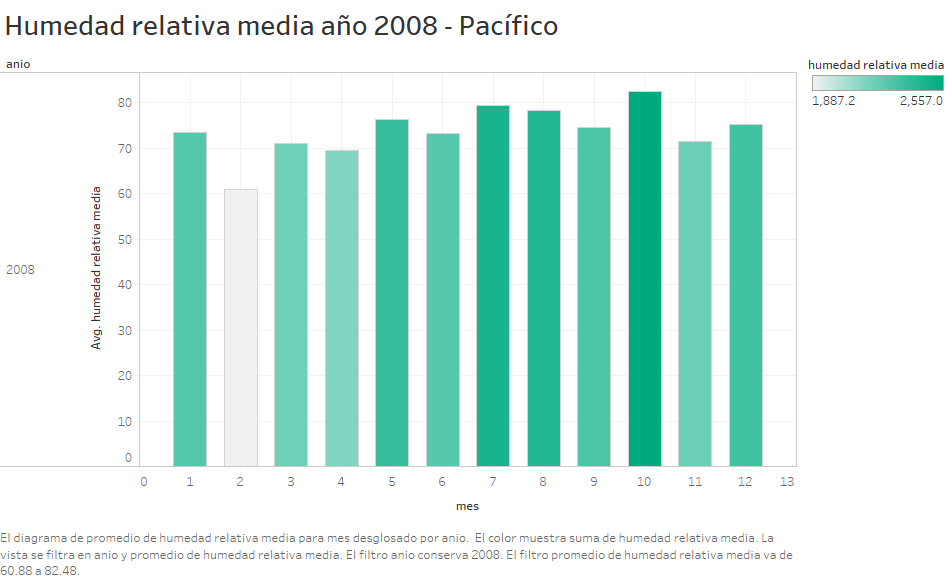 Humedad relativa media año 2008 - Pacífico
anio
humedad relativa media
1,887.2 2,557.0
2008
Avg. humedad relativa media
80
70
60
50
40
30
20
10
0
0 1 2 3 4 5 6 7 8 9 10 11 12 13
mes
El diagrama de promedio de humedad relativa media para mes desglosado por anio. El color muestra suma de humedad relativa media. La
vista se filtra en anio y promedio de humedad relativa media. El filtro anio conserva 2008. El filtro promedio de humedad relativa media va de
60.88 a 82.48.